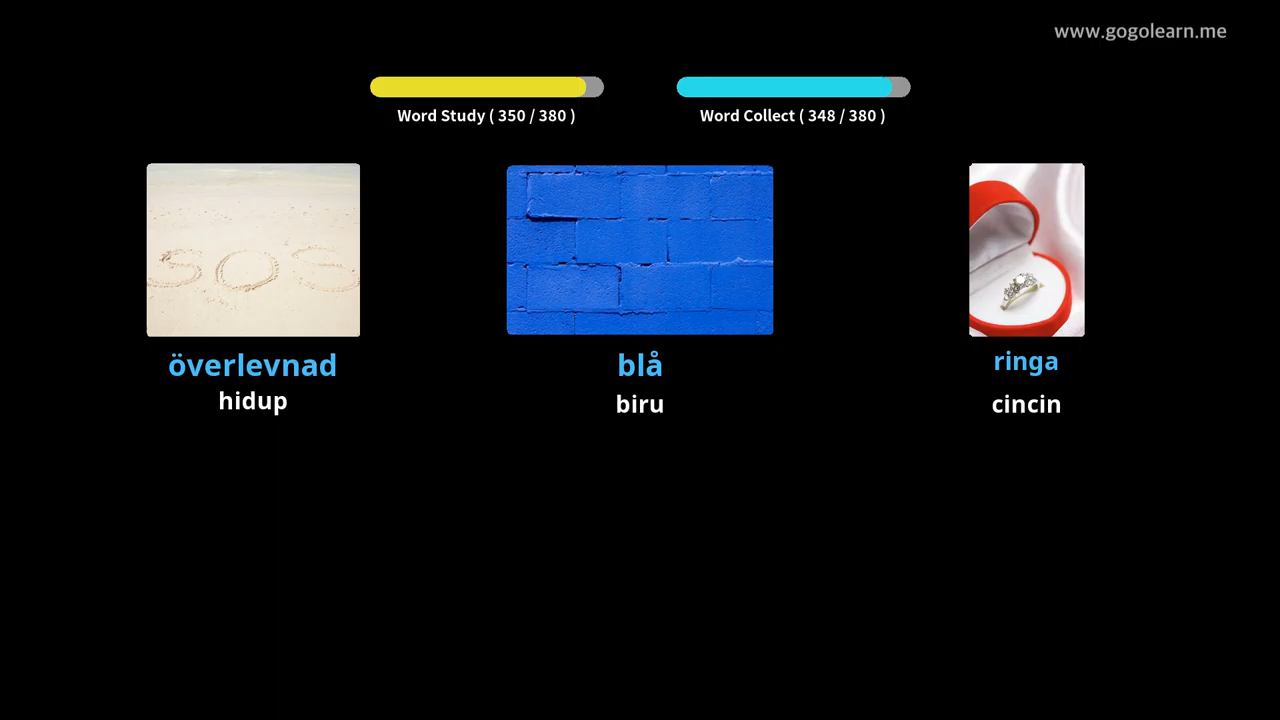 www.gogolearn.me
Word Study ( 350 / 380 )
Word Collect ( 348 / 380 )
SOS
överlevnad
hidup
blå
biru
ringa
cincin